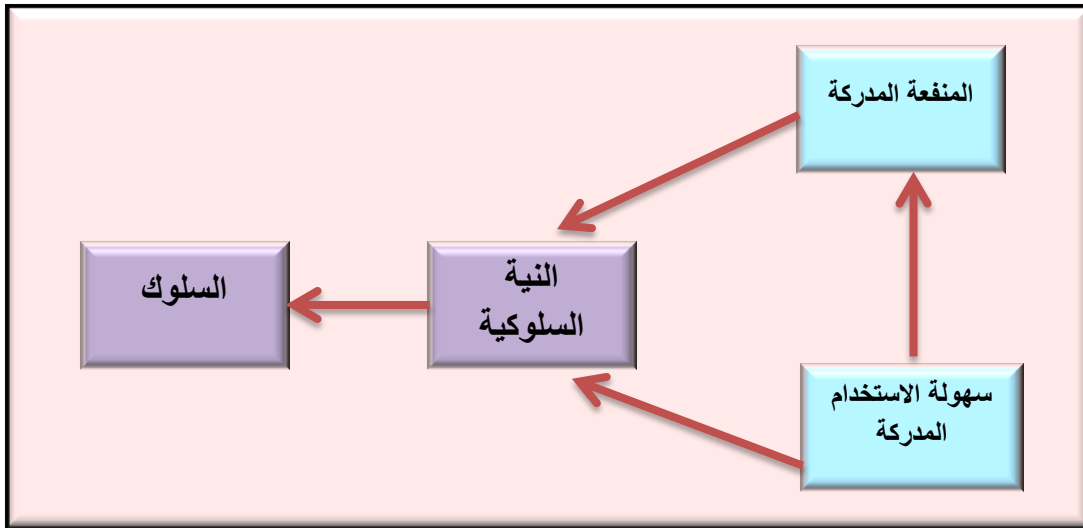 المنفعة المدركة
النية
السلوكية
السلوك
سهولة الاستخدام
المدركة